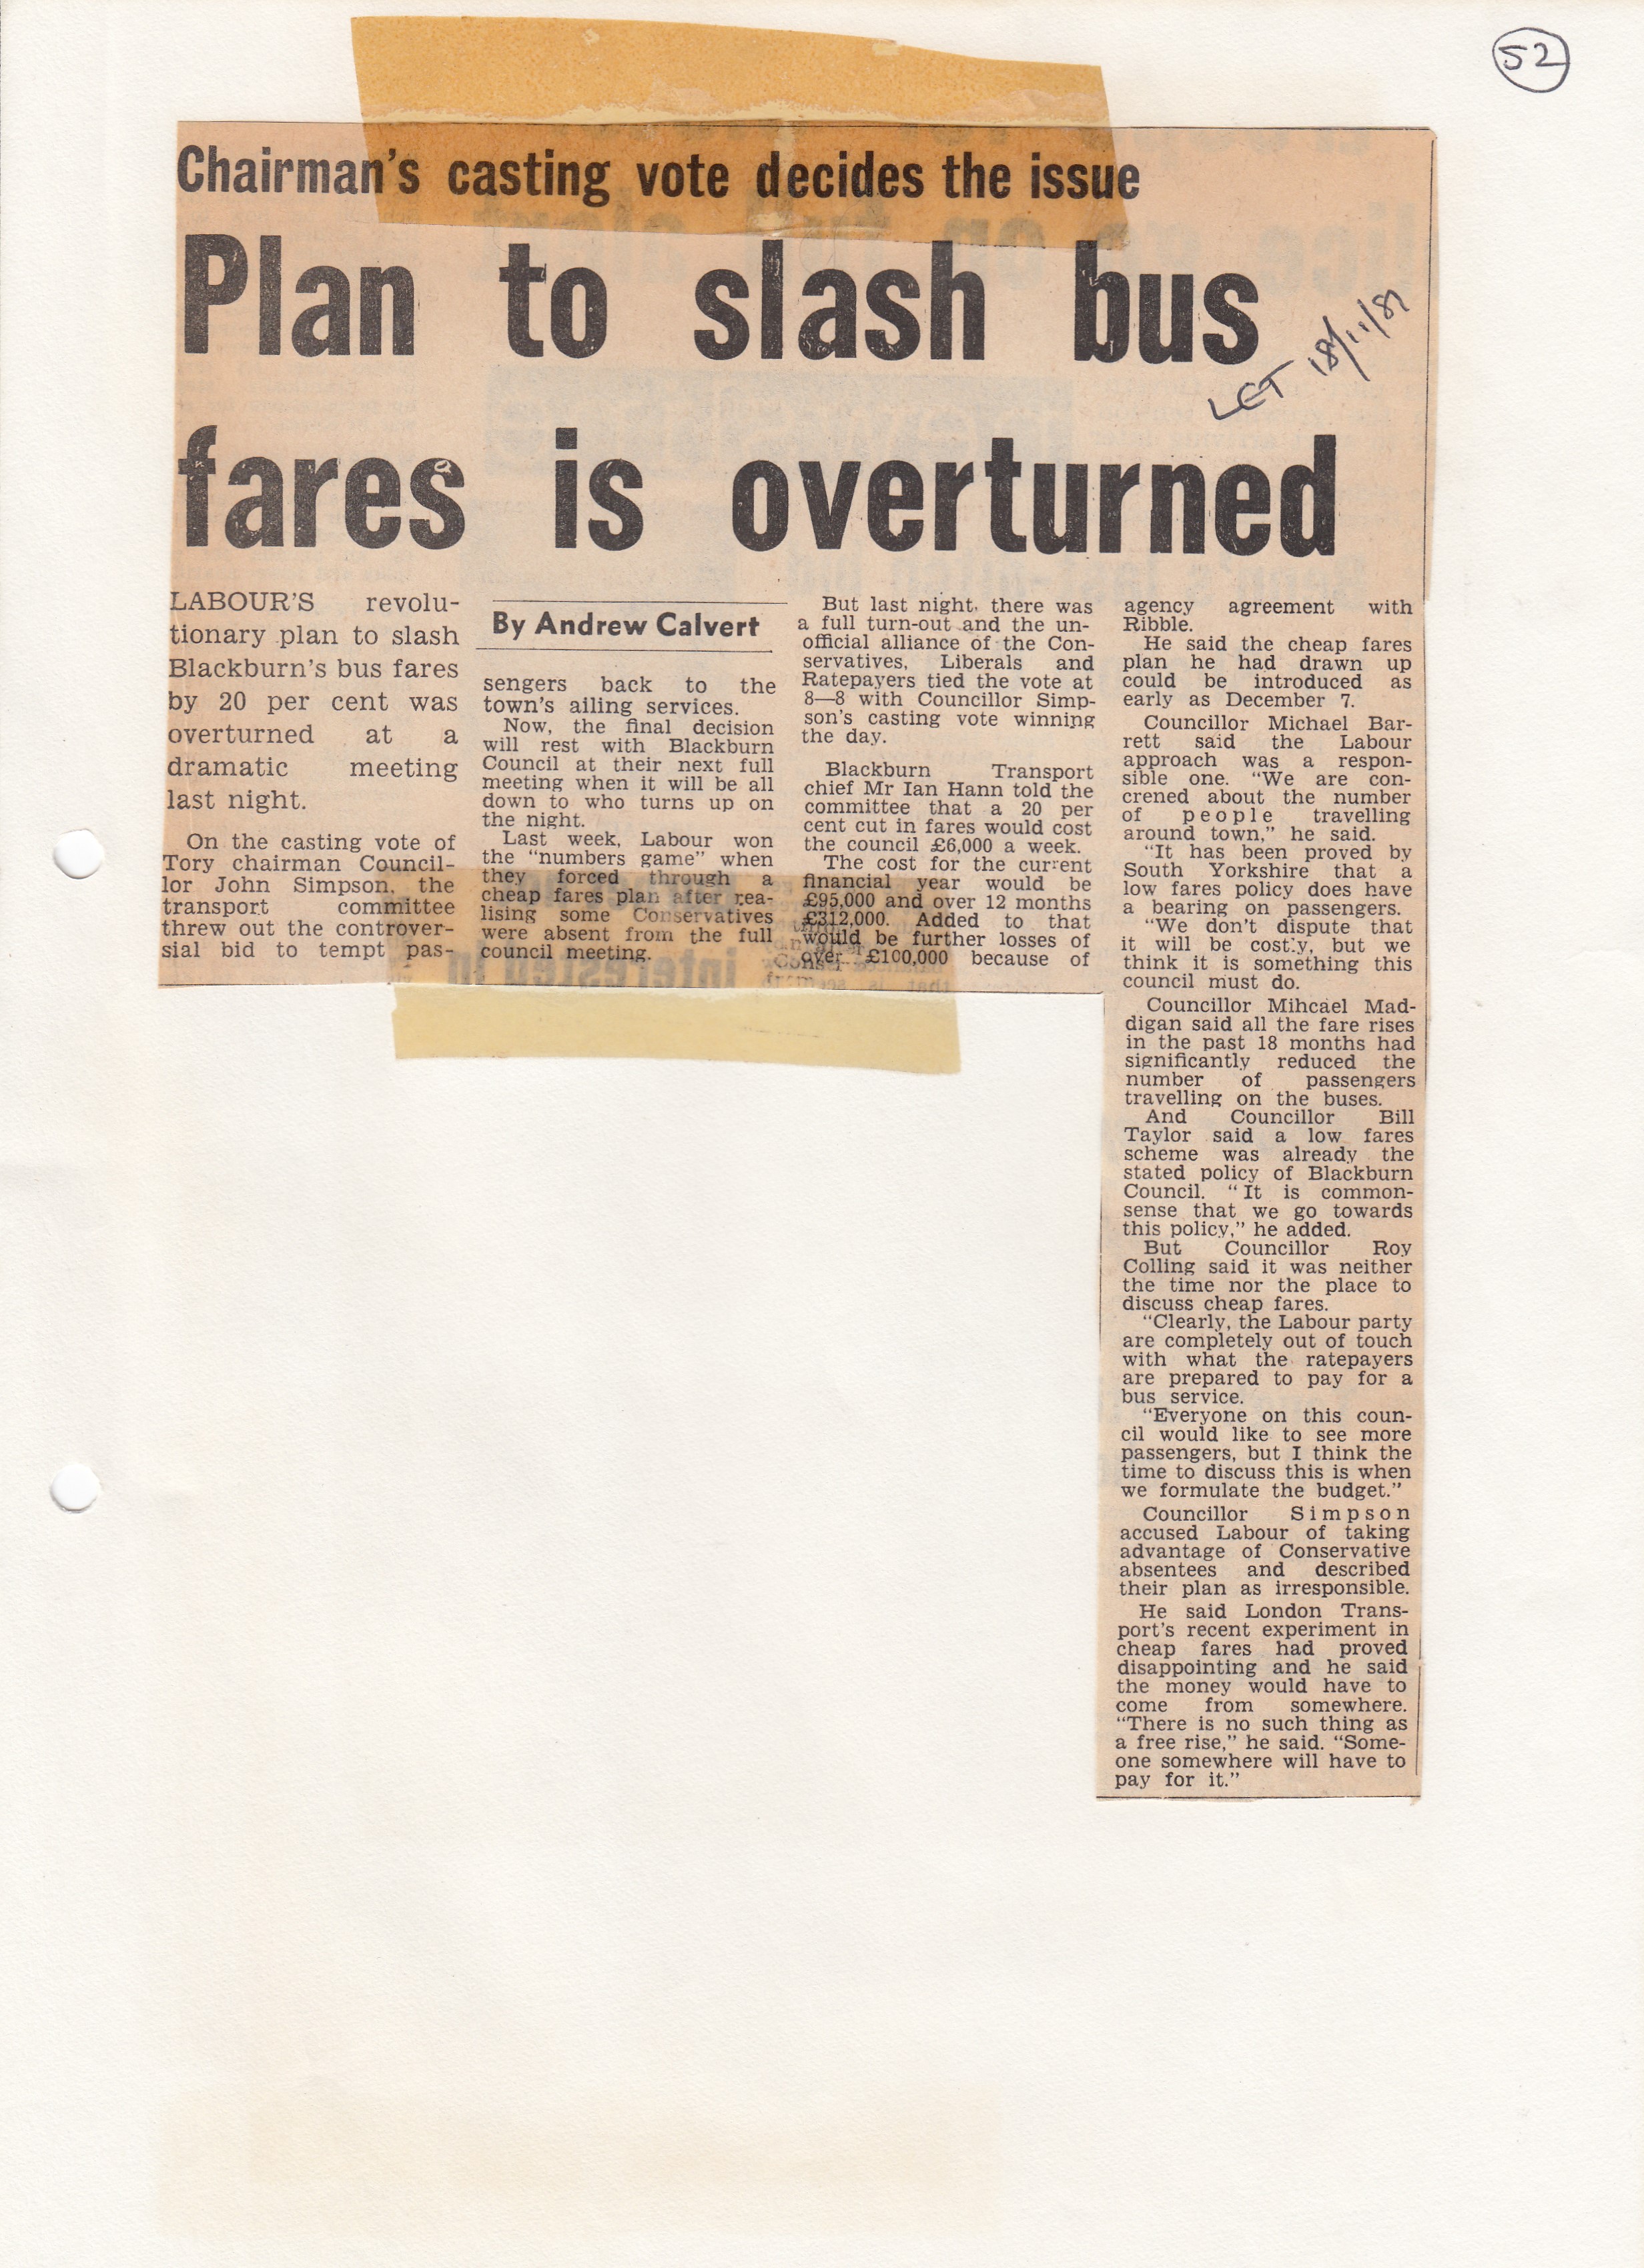 52
Chairman's casting vote decides the issue
Plan to slash bus
fares is overturned
LET 18/11/81
LABOUR'S revolu-
tionary plan to slash
Blackburn's bus fares
by 20 per cent was
overturned at a
dramatic meeting
last night.
On the casting vote of
Tory chairman Council-
lor John Simpson, the
transport committee
threw out the controver-
sial bid to tempt pas-
By Andrew Calvert
sengers back to the
town's ailing services.
Now, the final decision
will rest with Blackburn
Council at their next full
meeting when it will be all
down to who turns up on
the night.
Last week, Labour won
the "numbers game" when
they forced through a
cheap fares plan after rea-
lising some Conservatives
were absent from the full
council meeting.
But last night, there was
a full turn-out and the un-
official alliance of the Con-
servatives, Liberals and
Ratepayers tied the vote at
8—8 with Councillor Simp-
son's casting vote winning
the day.
Blackburn Transport
chief Mr Ian Hann told the
committee that a 20 per
cent cut in fares would cost
the council £6,000 a week.
The cost for the current
financial year would be
£95,000 and over 12 months
£312,000. Added to that
would be further losses of
over £100,000 because of
agency agreement with
Ribble.
He said the cheap fares
plan he had drawn up
could be introduced as
early as December 7.
Councillor Michael Bar-
rett said the Labour
approach was a respon-
sible one. "We are con-
crened about the number
of people travelling
around town," he said.
"It has been proved by
South Yorkshire that a
low fares policy does have
a bearing on passengers.
"We don't dispute that
it will be costly, but we
think it is something this
council must do.
Councillor Mihcael Mad-
digan said all the fare rises
in the past 18 months had
significantly reduced the
number of passengers
travelling on the buses.
And Councillor Bill
Taylor said a low fares
scheme was already the
stated policy of Blackburn
Council. "It is common-
sense that we go towards
this policy," he added.
But Councillor Roy
Colling said it was neither
the time nor the place to
discuss cheap fares.
"Clearly, the Labour party
are completely out of touch
with what the ratepayers
are prepared to pay for a
bus service.
"Everyone on this coun-
cil would like to see more
passengers, but I think the
time to discuss this is when
we formulate the budget."
Councillor Simpson
accused Labour of taking
advantage of Conservative
absentees and described
their plan as irresponsible.
He said London Trans-
port's recent experiment in
cheap fares had proved
disappointing and he said
the money would have to
come from somewhere.
"There is no such thing as
a free rise," he said. "Some-
one somewhere will have to
pay for it."